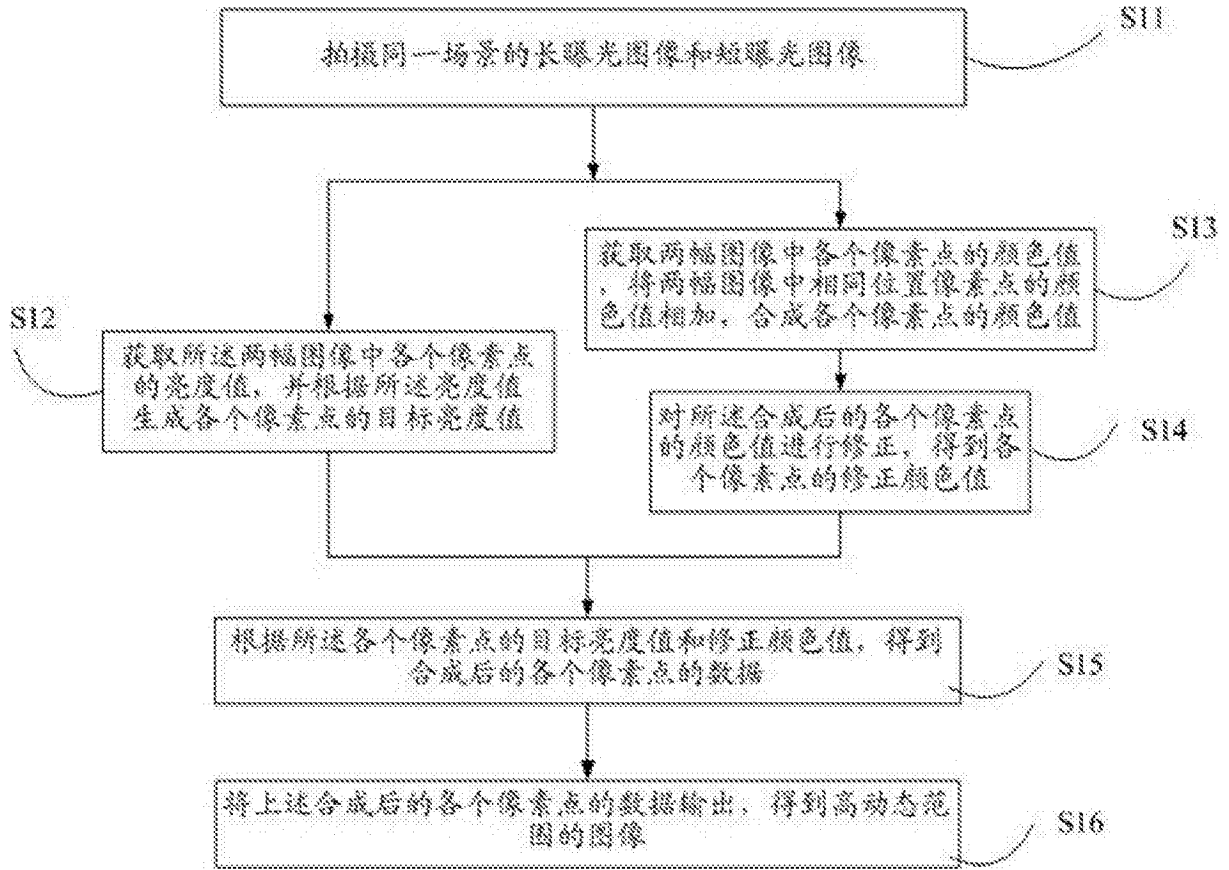 S11
拍摄同一场景的长曝光图像和短曝光图像
S13
获取两幅图像中各个像素点的颜色值
，将两幅图像中相同位置像素点的颜
色值相加，合成各个像素点的颜色值
S12
获取所述两幅图像中各个像素点
的亮度值，并根据所述亮度值
生成各个像素点的目标亮度值
对所述合成后的各个像素点
的颜色值进行修正，得到各
个像素点的修正颜色值
S14
根据所述各个像素点的目标亮度值和修正颜色值，得到
合成后的各个像素点的数据
S15
将上述合成后的各个像素点的数据输出，得到高动态范
围的图像
S16